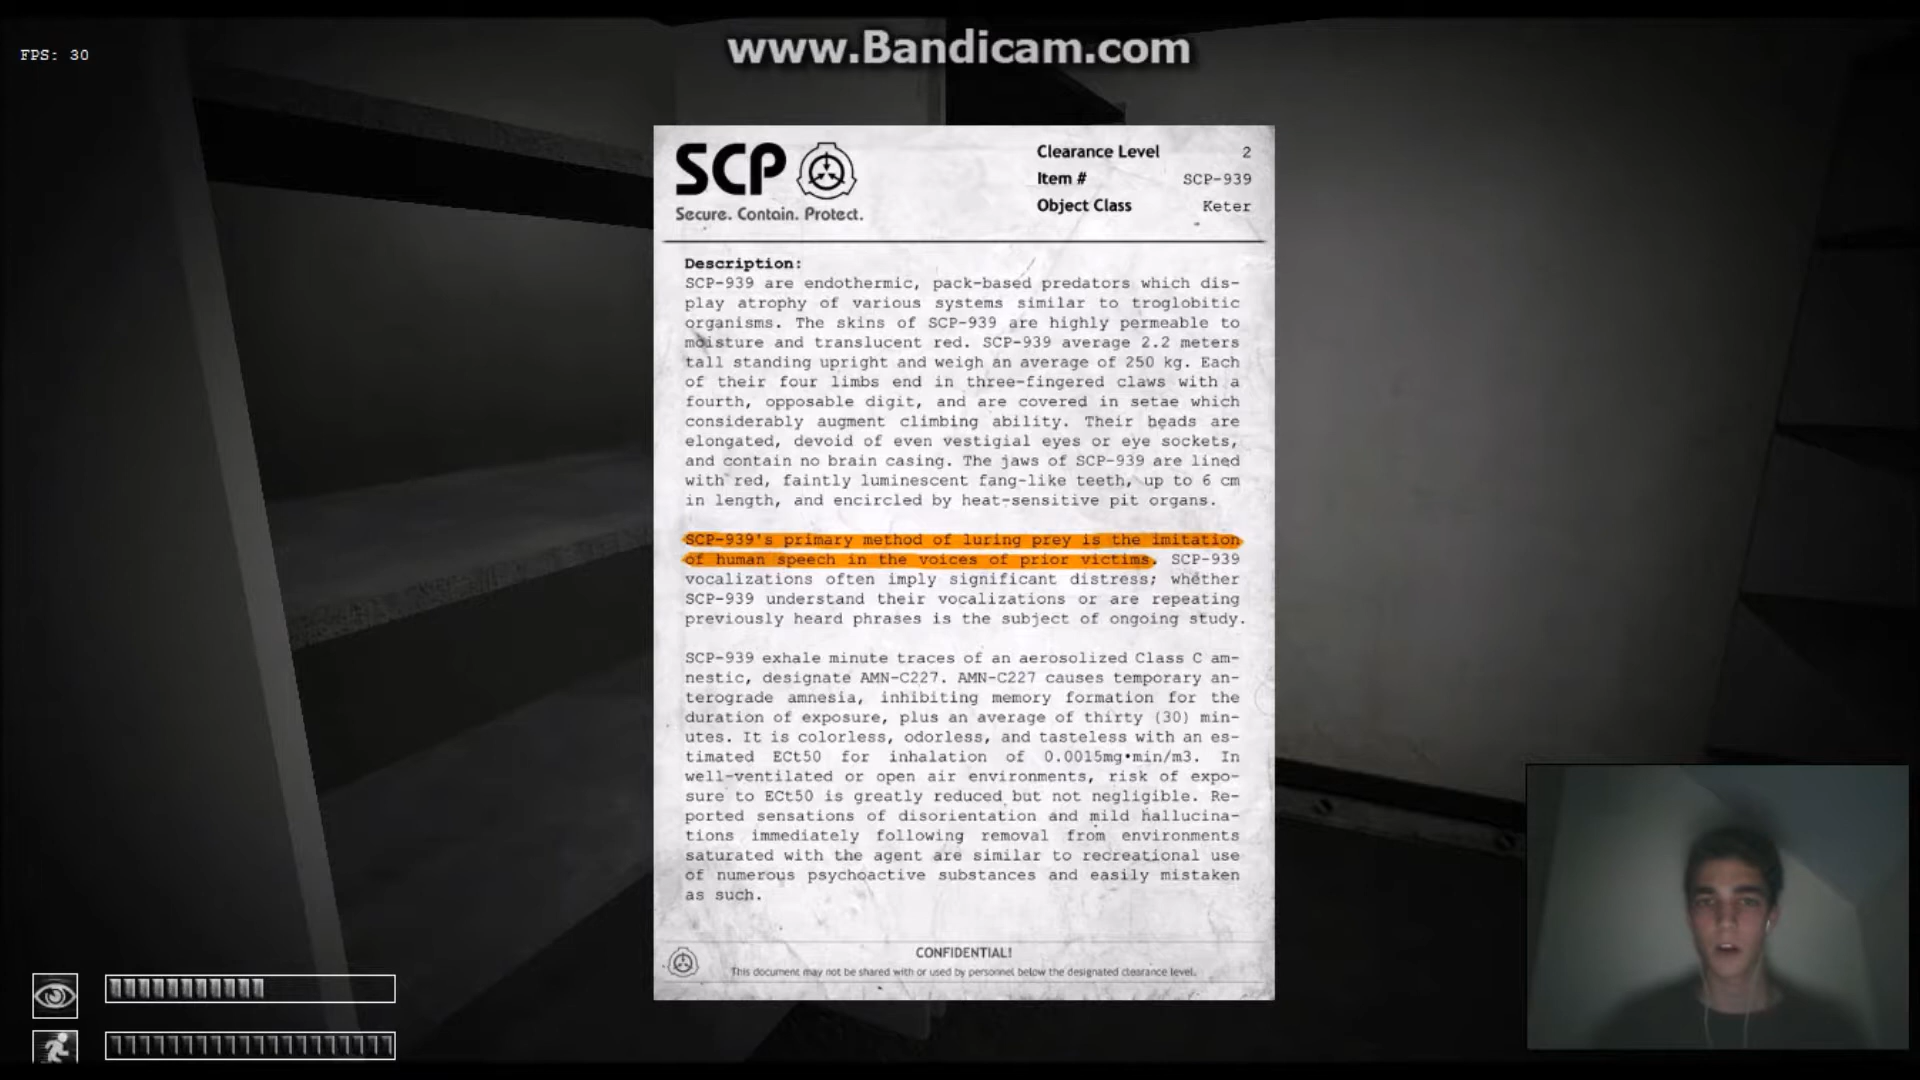 www.Bandicam.com
FPS: 30
SCP
Secure. Contain. Protect.
Clearance Level 2
Item # SCP-939
Object Class Keter
Description:
SCP-939 are endothermic, pack-based predators which dis-
play atrophy of various systems similar to troglobitic
organisms. The skins of SCP-939 are highly permeable to
moisture and translucent red. SCP-939 average 2.2 meters
tall standing upright and weigh an average of 250 kg. Each
of their four limbs end in three-fingered claws with a
fourth, opposable digit, and are covered in setae which
considerably augment climbing ability. Their heads are
elongated, devoid of even vestigial eyes or eye sockets,
and contain no brain casing. The jaws of SCP-939 are lined
with red, faintly luminescent fang-like teeth, up to 6 cm
in length, and encircled by heat-sensitive pit organs.
SCP-939's primary method of luring prey is the imitation
of human speech in the voices of prior victims. SCP-939
vocalizations often imply significant distress; whether
SCP-939 understand their vocalizations or are repeating
previously heard phrases is the subject of ongoing study.
SCP-939 exhale minute traces of an aerosolized Class C am-
nestic, designate AMN-C227. AMN-C227 causes temporary an-
terograde amnesia, inhibiting memory formation for the
duration of exposure, plus an average of thirty (30) min-
utes. It is colorless, odorless, and tasteless with an es-
timated ECt50 for inhalation of 0.0015mg•min/m3. In
well-ventilated or open air environments, risk of expo-
sure to ECt50 is greatly reduced but not negligible. Re-
ported sensations of disorientation and mild hallucina-
tions immediately following removal from environments
saturated with the agent are similar to recreational use
of numerous psychoactive substances and easily mistaken
as such.
CONFIDENTIAL!
This document may not be shared with or used by personnel below the designated clearance level.